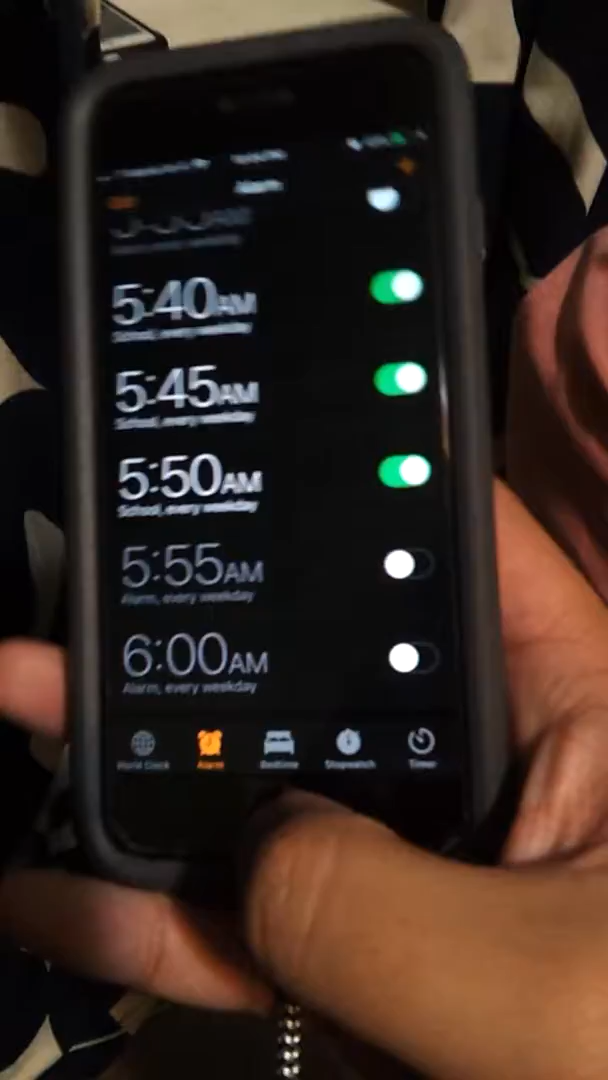 Alarm
5:40AM
School, every weekday
5:45AM
School, every weekday
5:50AM
School, every weekday
5:55AM
Alarm, every weekday
6:00AM
Alarm, every weekday
World Clock Alarm Bedtime Stopwatch Timer